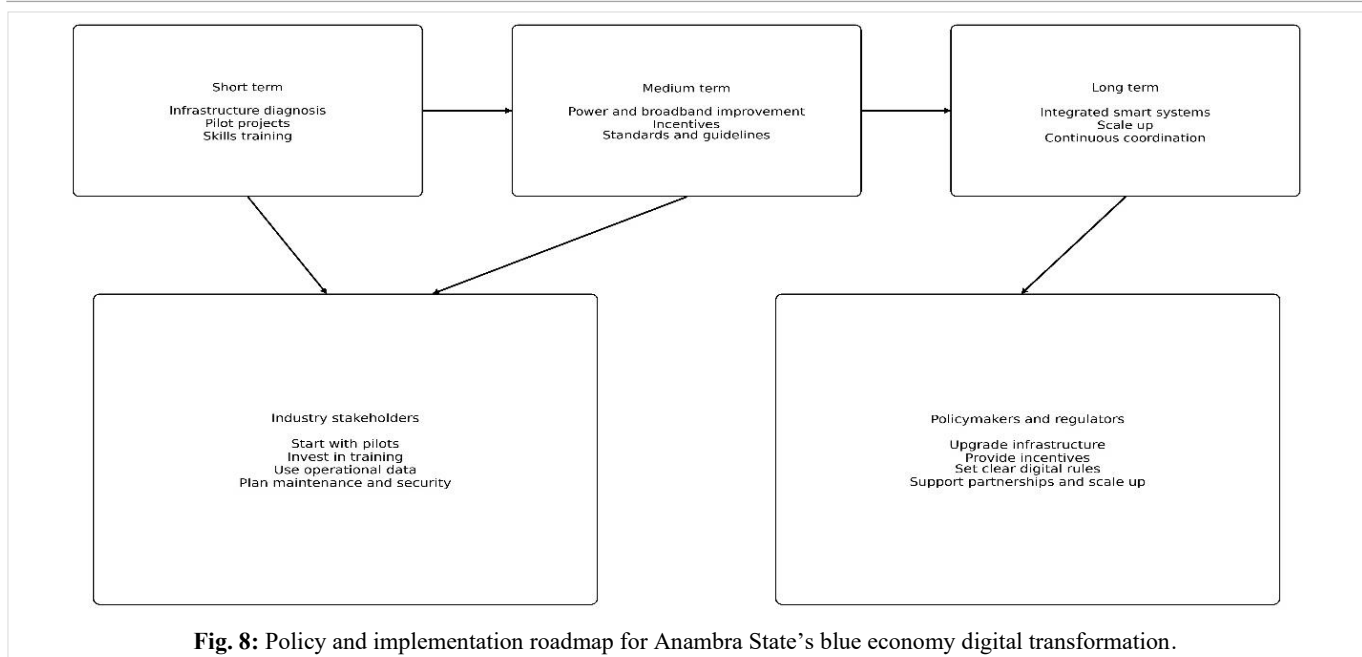 Short term
Infrastructure diagnosis
Pilot projects
Skills training
Medium term
Power and broadband improvement
Incentives
Standards and guidelines
Long term
Integrated smart systems
Scale up
Continuous coordination
Industry stakeholders
Start with pilots
Invest in training
Use operational data
Plan maintenance and security
Policymakers and regulators
Upgrade infrastructure
Provide incentives
Set clear digital rules
Support partnerships and scale up
Fig. 8: Policy and implementation roadmap for Anambra State’s blue economy digital transformation.